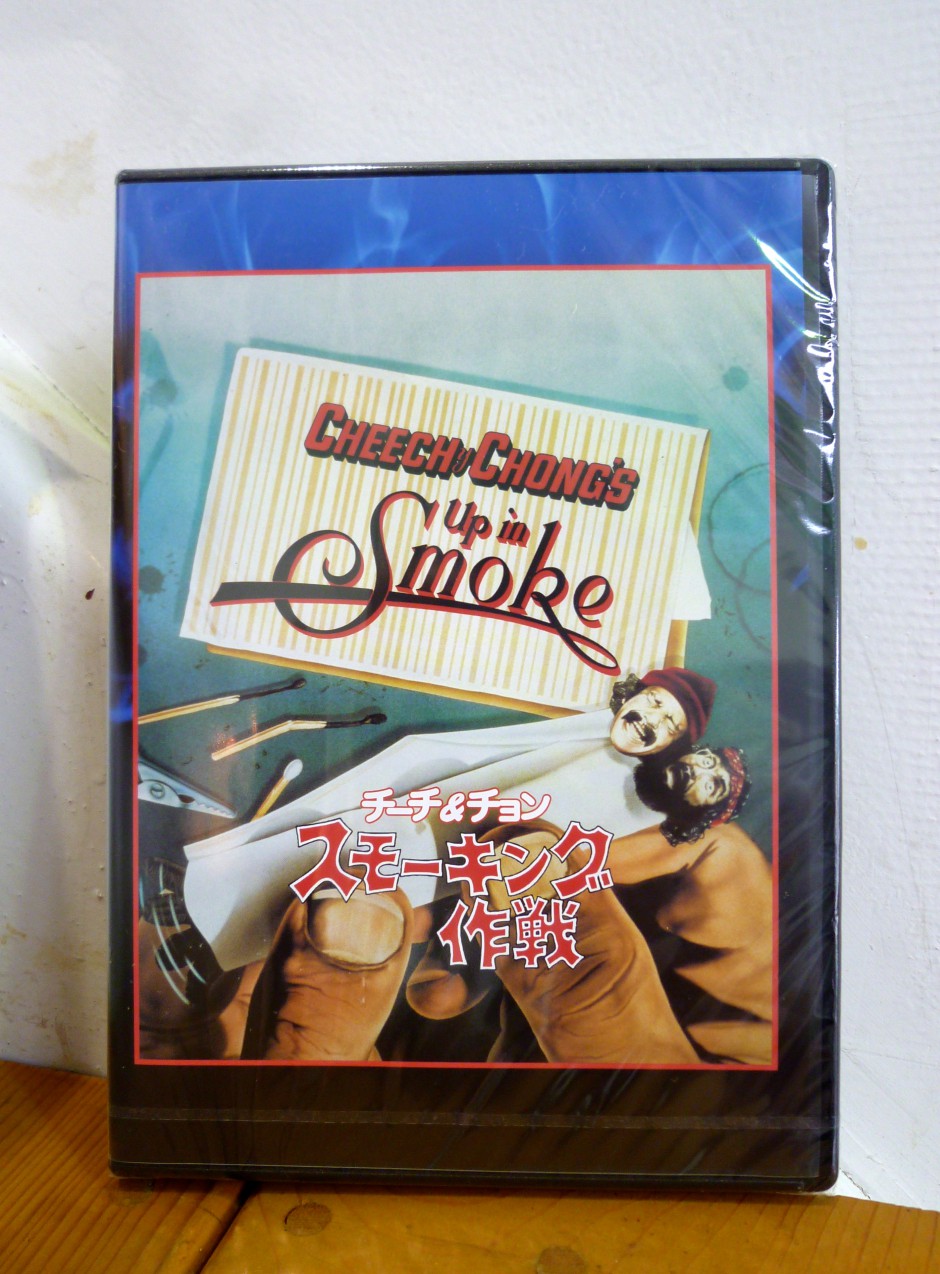 CHEECH y CHONG'S
Up in
Smoke
チーチ&チョン
スモーキング
作戦